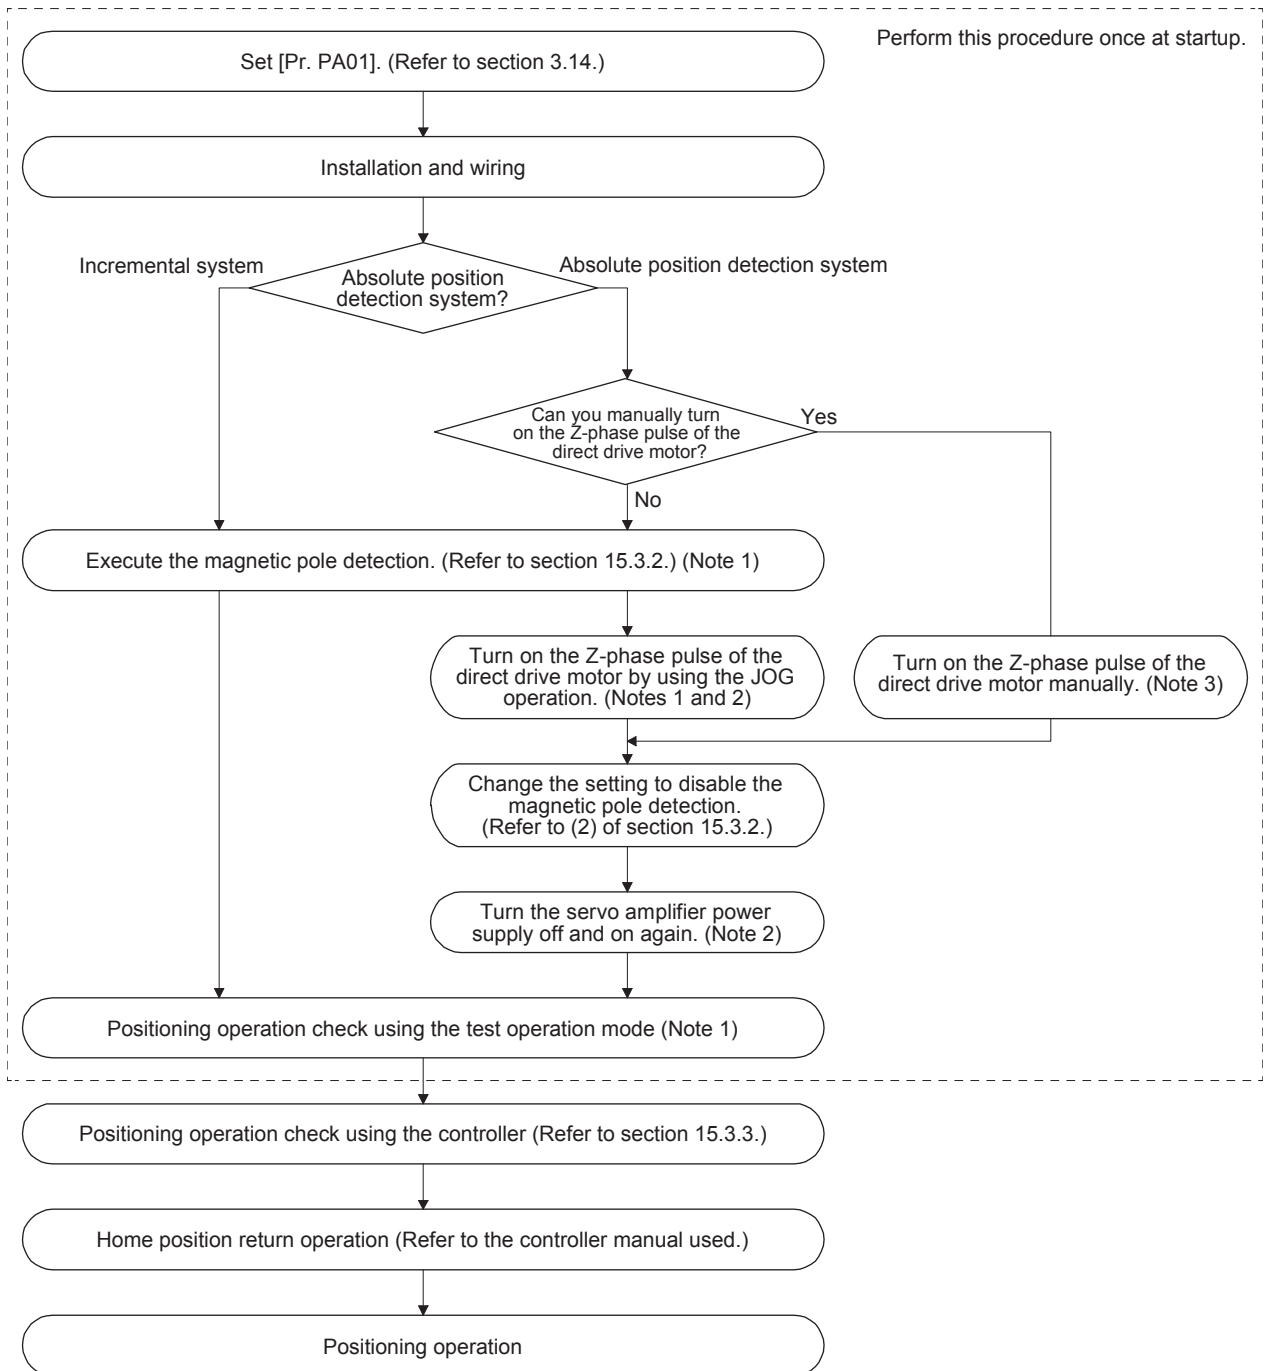 Perform this procedure once at startup.
Set [Pr. PA01]. (Refer to section 3.14.)
Installation and wiring
Incremental system
Absolute position
detection system?
Absolute position detection system
Can you manually turn
on the Z-phase pulse of the
direct drive motor?
Yes
No
Execute the magnetic pole detection. (Refer to section 15.3.2.) (Note 1)
Turn on the Z-phase pulse of the
direct drive motor by using the JOG
operation. (Notes 1 and 2)
Turn on the Z-phase pulse of the
direct drive motor manually. (Note 3)
Change the setting to disable the
magnetic pole detection.
(Refer to (2) of section 15.3.2.)
Turn the servo amplifier power
supply off and on again. (Note 2)
Positioning operation check using the test operation mode (Note 1)
Positioning operation check using the controller (Refer to section 15.3.3.)
Home position return operation (Refer to the controller manual used.)
Positioning operation